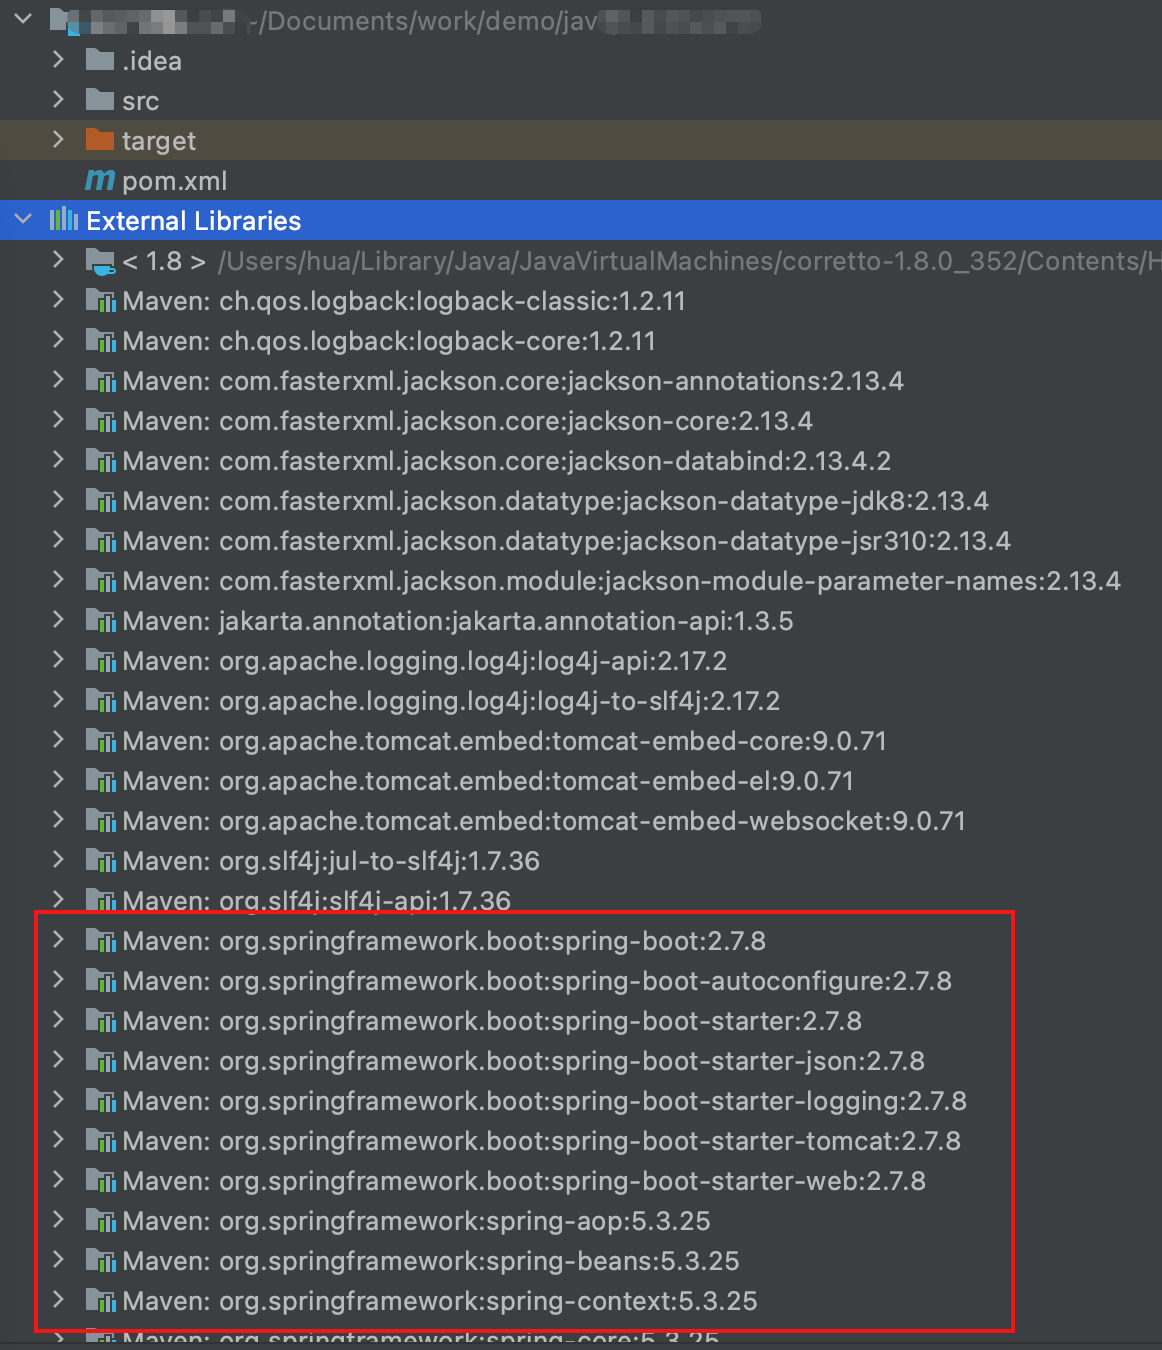 ~/Documents/work/demo/jav
.idea
src
target
pom.xml
External Libraries
< 1.8 > /Users/hua/Library/Java/JavaVirtualMachines/corretto-1.8.0_352/Contents/H
Maven: ch.qos.logback:logback-classic:1.2.11
Maven: ch.qos.logback:logback-core:1.2.11
Maven: com.fasterxml.jackson.core:jackson-annotations:2.13.4
Maven: com.fasterxml.jackson.core:jackson-core:2.13.4
Maven: com.fasterxml.jackson.core:jackson-databind:2.13.4.2
Maven: com.fasterxml.jackson.datatype:jackson-datatype-jdk8:2.13.4
Maven: com.fasterxml.jackson.datatype:jackson-datatype-jsr310:2.13.4
Maven: com.fasterxml.jackson.module:jackson-module-parameter-names:2.13.4
Maven: jakarta.annotation:jakarta.annotation-api:1.3.5
Maven: org.apache.logging.log4j:log4j-api:2.17.2
Maven: org.apache.logging.log4j:log4j-to-slf4j:2.17.2
Maven: org.apache.tomcat.embed:tomcat-embed-core:9.0.71
Maven: org.apache.tomcat.embed:tomcat-embed-el:9.0.71
Maven: org.apache.tomcat.embed:tomcat-embed-websocket:9.0.71
Maven: org.slf4j:jul-to-slf4j:1.7.36
Maven: org.slf4j:slf4j-api:1.7.36
Maven: org.springframework.boot:spring-boot:2.7.8
Maven: org.springframework.boot:spring-boot-autoconfigure:2.7.8
Maven: org.springframework.boot:spring-boot-starter:2.7.8
Maven: org.springframework.boot:spring-boot-starter-json:2.7.8
Maven: org.springframework.boot:spring-boot-starter-logging:2.7.8
Maven: org.springframework.boot:spring-boot-starter-tomcat:2.7.8
Maven: org.springframework.boot:spring-boot-starter-web:2.7.8
Maven: org.springframework:spring-aop:5.3.25
Maven: org.springframework:spring-beans:5.3.25
Maven: org.springframework:spring-context:5.3.25
Maven: org.springframework:spring-core:5.3.25